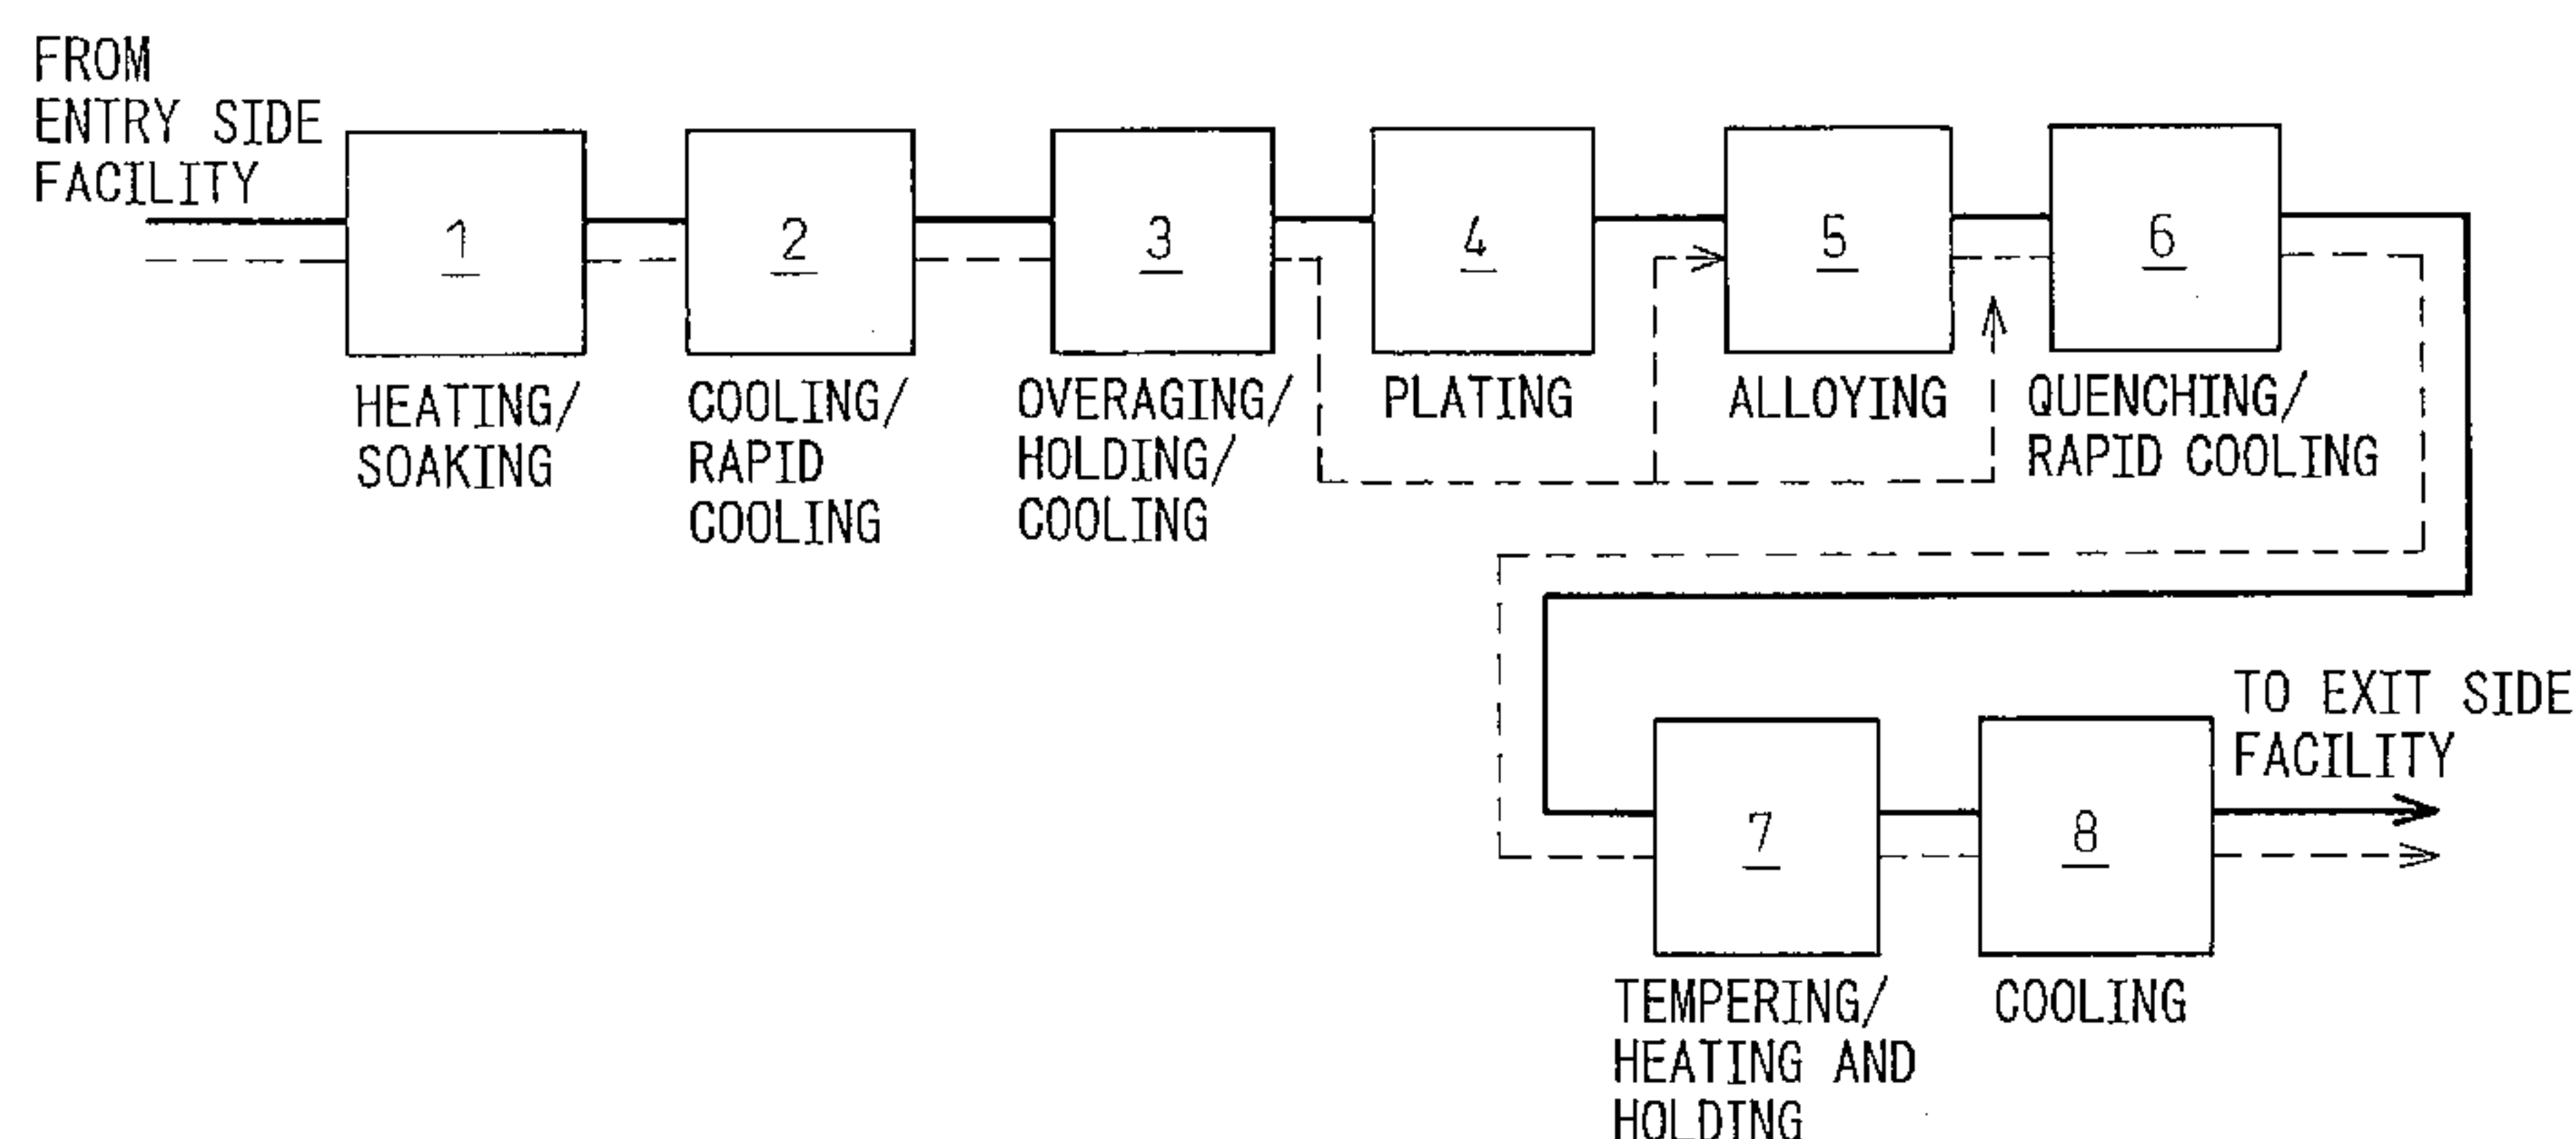 FROM
ENTRY SIDE
FACILITY
1
2
3
4
5
6
HEATING/
SOAKING
COOLING/
RAPID
COOLING
OVERAGING/
HOLDING/
COOLING
PLATING
ALLOYING
QUENCHING/
RAPID COOLING
TO EXIT SIDE
FACILITY
7
8
TEMPERING/
HEATING AND
HOLDING
COOLING